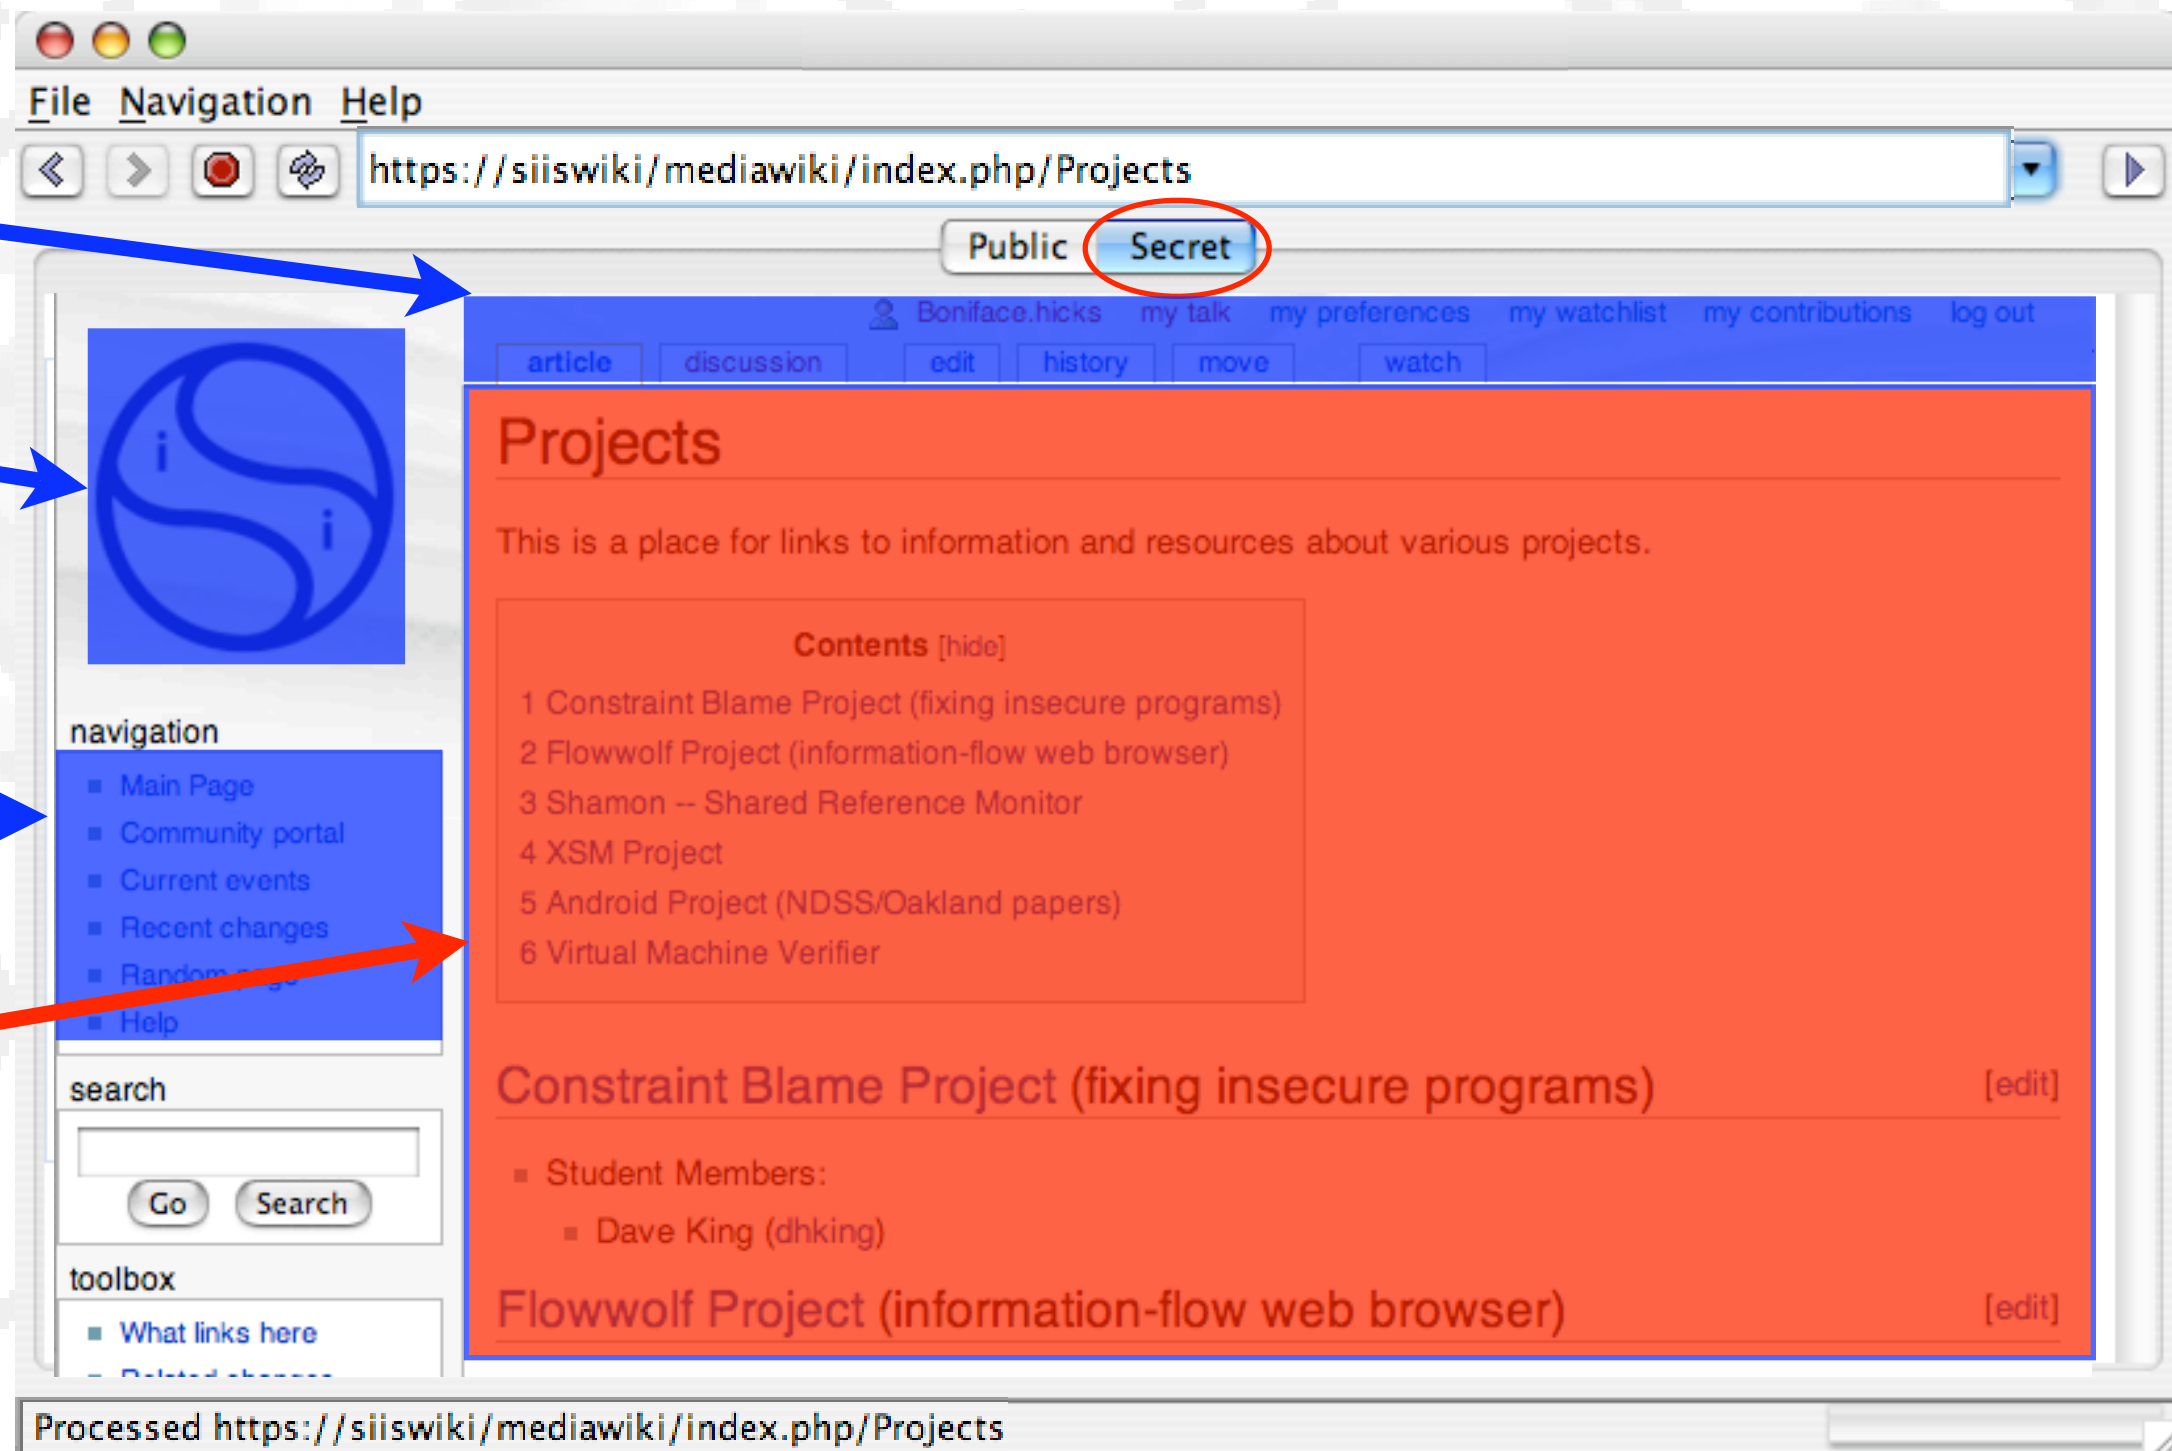 File Navigation Help
https://siiswiki/mediawiki/index.php/Projects
Public Secret
Boniface.hicks my talk my preferences my watchlist my contributions log out
article discussion edit history move watch
i
i
navigation
Main Page
Community portal
Current events
Recent changes
Random page
Help
search
Go Search
toolbox
What links here
Related changes
Projects
This is a place for links to information and resources about various projects.
Contents [hide]
1 Constraint Blame Project (fixing insecure programs)
2 Flowwolf Project (information-flow web browser)
3 Shamon -- Shared Reference Monitor
4 XSM Project
5 Android Project (NDSS/Oakland papers)
6 Virtual Machine Verifier
Constraint Blame Project (fixing insecure programs) [edit]
Student Members:
Dave King (dhking)
Flowwolf Project (information-flow web browser) [edit]
Processed https://siiswiki/mediawiki/index.php/Projects